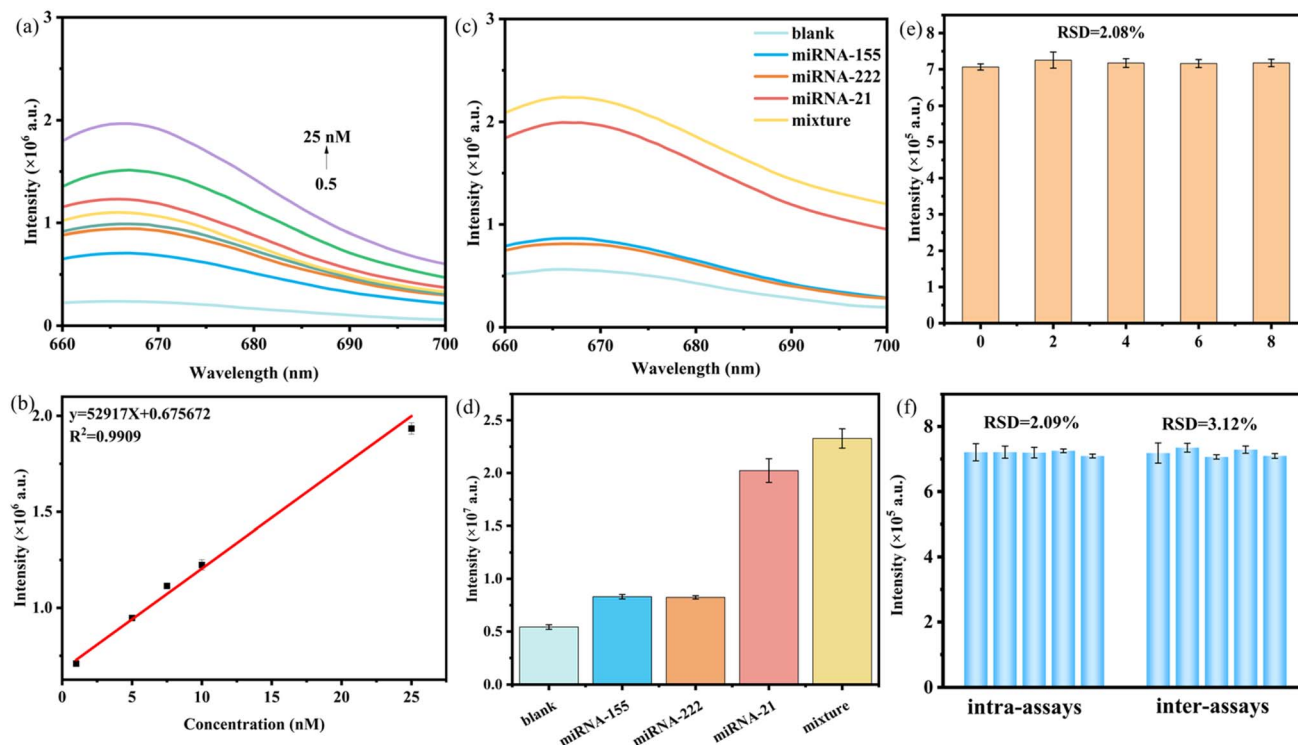 (a)
3
2
1
0
Intensity (×10⁶ a.u.)
25 nM
0.5
660
670
680
690
700
Wavelength (nm)
(c)
3
2
1
0
Intensity (×10⁶ a.u.)
blank
miRNA-155
miRNA-222
miRNA-21
mixture
660
670
680
690
700
Wavelength (nm)
(e)
RSD=2.08%
9
8
7
6
5
4
3
2
1
0
Intensity (×10⁵ a.u.)
0
2
4
6
8
(b)
y=52917X+0.675672
R²=0.9909
2.0
1.5
1.0
Intensity (×10⁶ a.u.)
0
5
10
15
20
25
Concentration (nM)
(d)
2.5
2.0
1.5
1.0
0.5
0.0
Intensity (×10⁷ a.u.)
blank
miRNA-155
miRNA-222
miRNA-21
mixture
(f)
RSD=2.09%
RSD=3.12%
8
6
4
2
0
Intensity (×10⁵ a.u.)
intra-assays
inter-assays